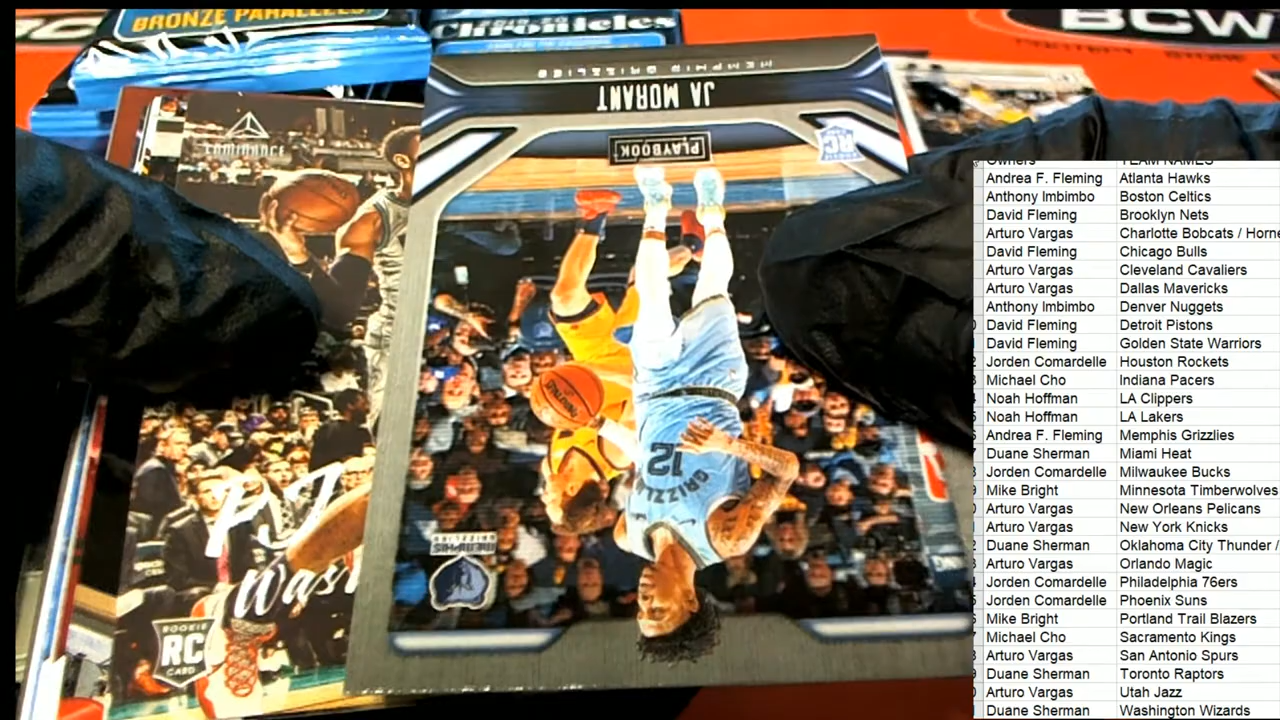 BRONZE PARALLELS!
2019-20
Chronicles
BCW
LUMINANCE
MEMPHIS GRIZZLIES
JA MORANT
PLAYBOOK
RC
GRIZZLI
12
SPALDING
MEMPHIS
GRIZZLIES
PJ
Wash
ROOKIE
RC
CARD
Owners TEAM NAMES
Andrea F. Fleming Atlanta Hawks
Anthony Imbimbo Boston Celtics
David Fleming Brooklyn Nets
Arturo Vargas Charlotte Bobcats / Horne
David Fleming Chicago Bulls
Arturo Vargas Cleveland Cavaliers
Arturo Vargas Dallas Mavericks
Anthony Imbimbo Denver Nuggets
David Fleming Detroit Pistons
David Fleming Golden State Warriors
Jorden Comardelle Houston Rockets
Michael Cho Indiana Pacers
Noah Hoffman LA Clippers
Noah Hoffman LA Lakers
Andrea F. Fleming Memphis Grizzlies
Duane Sherman Miami Heat
Jorden Comardelle Milwaukee Bucks
Mike Bright Minnesota Timberwolves
Arturo Vargas New Orleans Pelicans
Arturo Vargas New York Knicks
Duane Sherman Oklahoma City Thunder /
Arturo Vargas Orlando Magic
Jorden Comardelle Philadelphia 76ers
Jorden Comardelle Phoenix Suns
Mike Bright Portland Trail Blazers
Michael Cho Sacramento Kings
Arturo Vargas San Antonio Spurs
Duane Sherman Toronto Raptors
Arturo Vargas Utah Jazz
Duane Sherman Washington Wizards